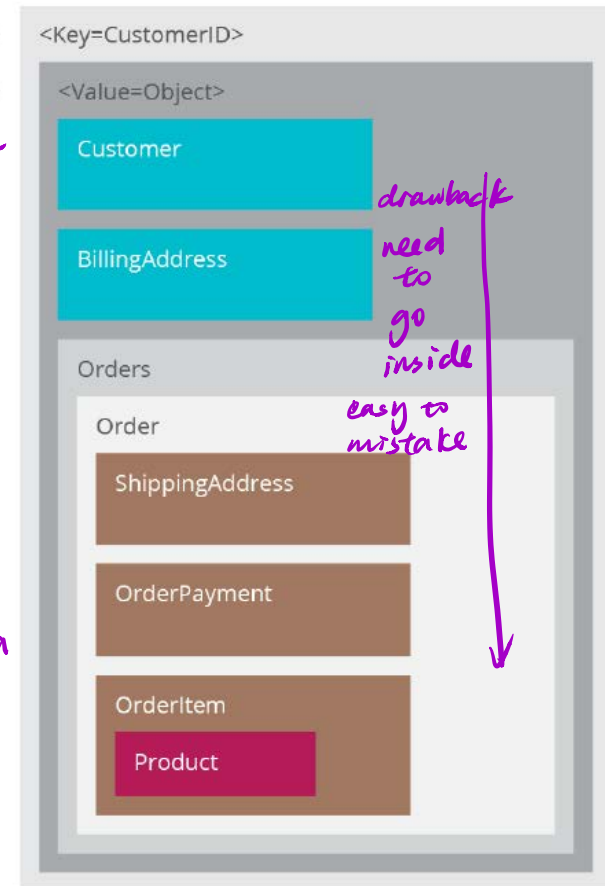 <Key=CustomerID>
<Value=Object>
Customer
drawback
BillingAddress
need
to
go
inside
Orders
easy to
mistake
Order
ShippingAddress
OrderPayment
OrderItem
Product